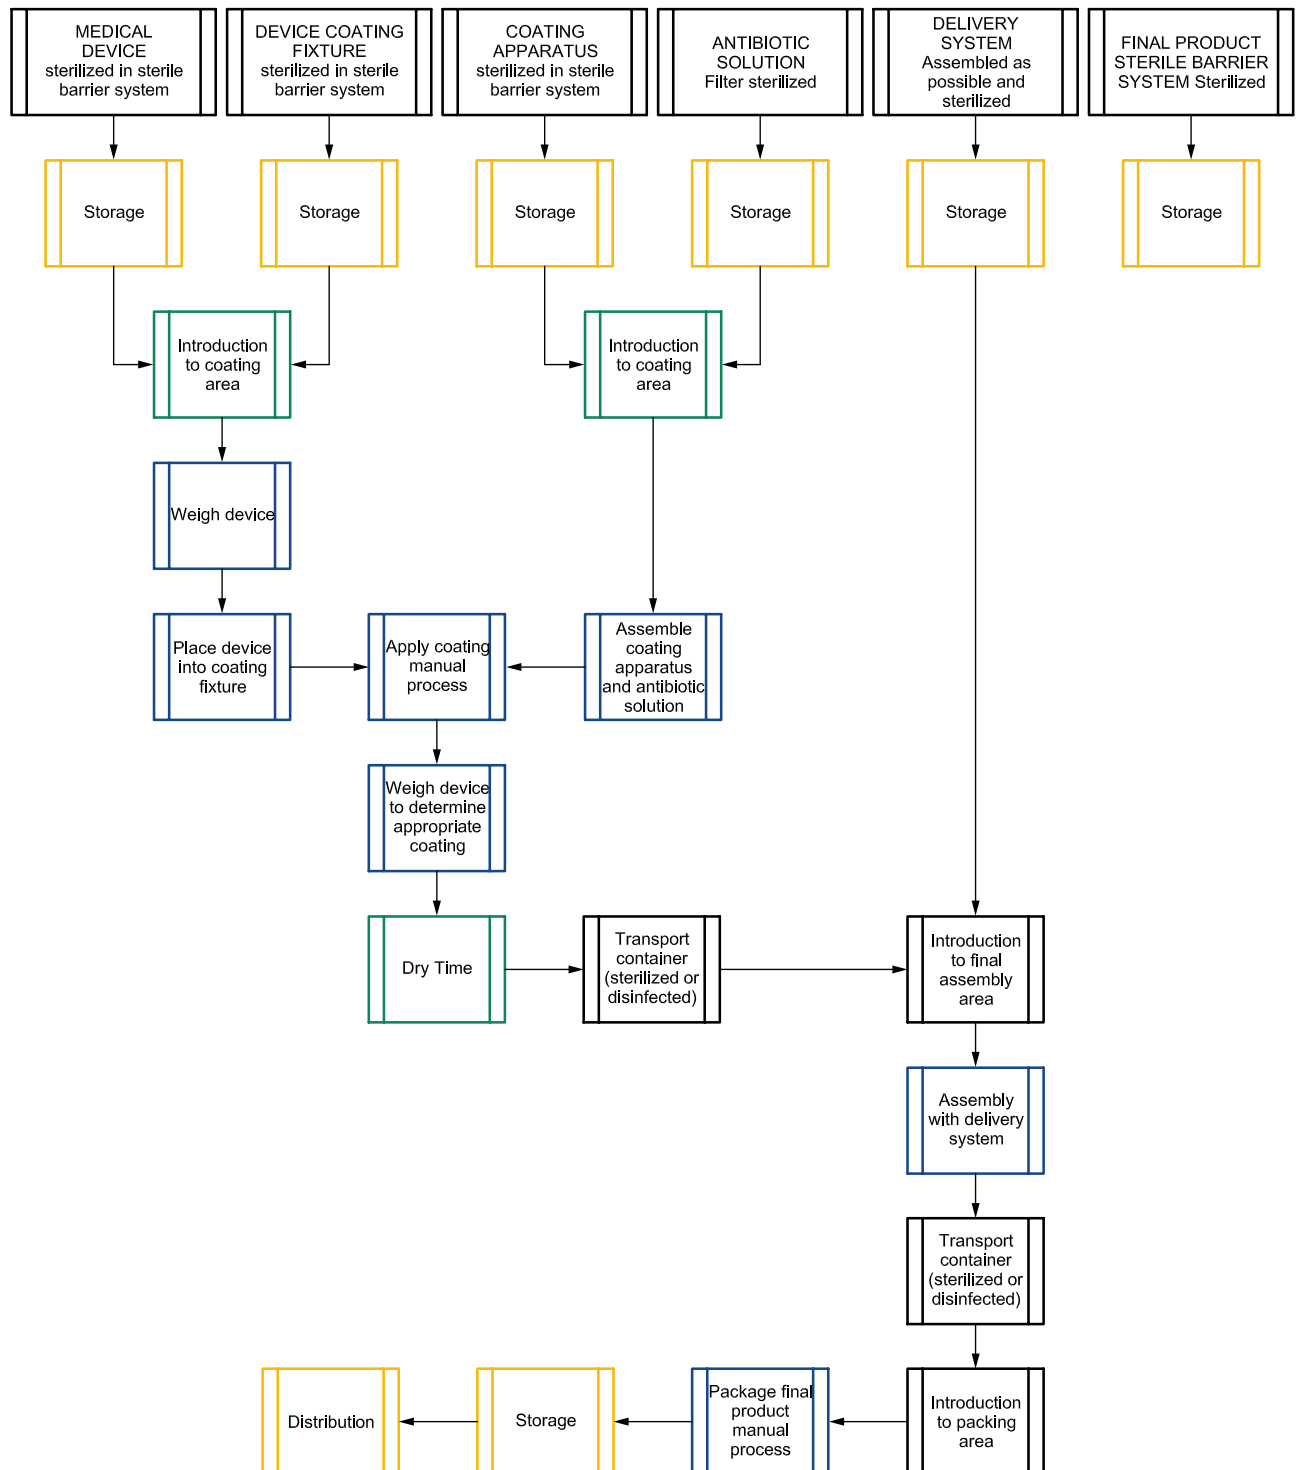 MEDICAL
DEVICE
sterilized in sterile
barrier system
DEVICE COATING
FIXTURE
sterilized in sterile
barrier system
COATING
APPARATUS
sterilized in sterile
barrier system
ANTIBIOTIC
SOLUTION
Filter sterilized
DELIVERY
SYSTEM
Assembled as
possible and
sterilized
FINAL PRODUCT
STERILE BARRIER
SYSTEM Sterilized
Storage
Storage
Storage
Storage
Storage
Storage
Introduction
to coating
area
Introduction
to coating
area
Weigh device
Place device
into coating
fixture
Apply coating
manual
process
Assemble
coating
apparatus
and antibiotic
solution
Weigh device
to determine
appropriate
coating
Dry Time
Transport
container
(sterilized or
disinfected)
Introduction
to final
assembly
area
Assembly
with delivery
system
Transport
container
(sterilized or
disinfected)
Distribution
Storage
Package final
product
manual
process
Introduction
to packing
area